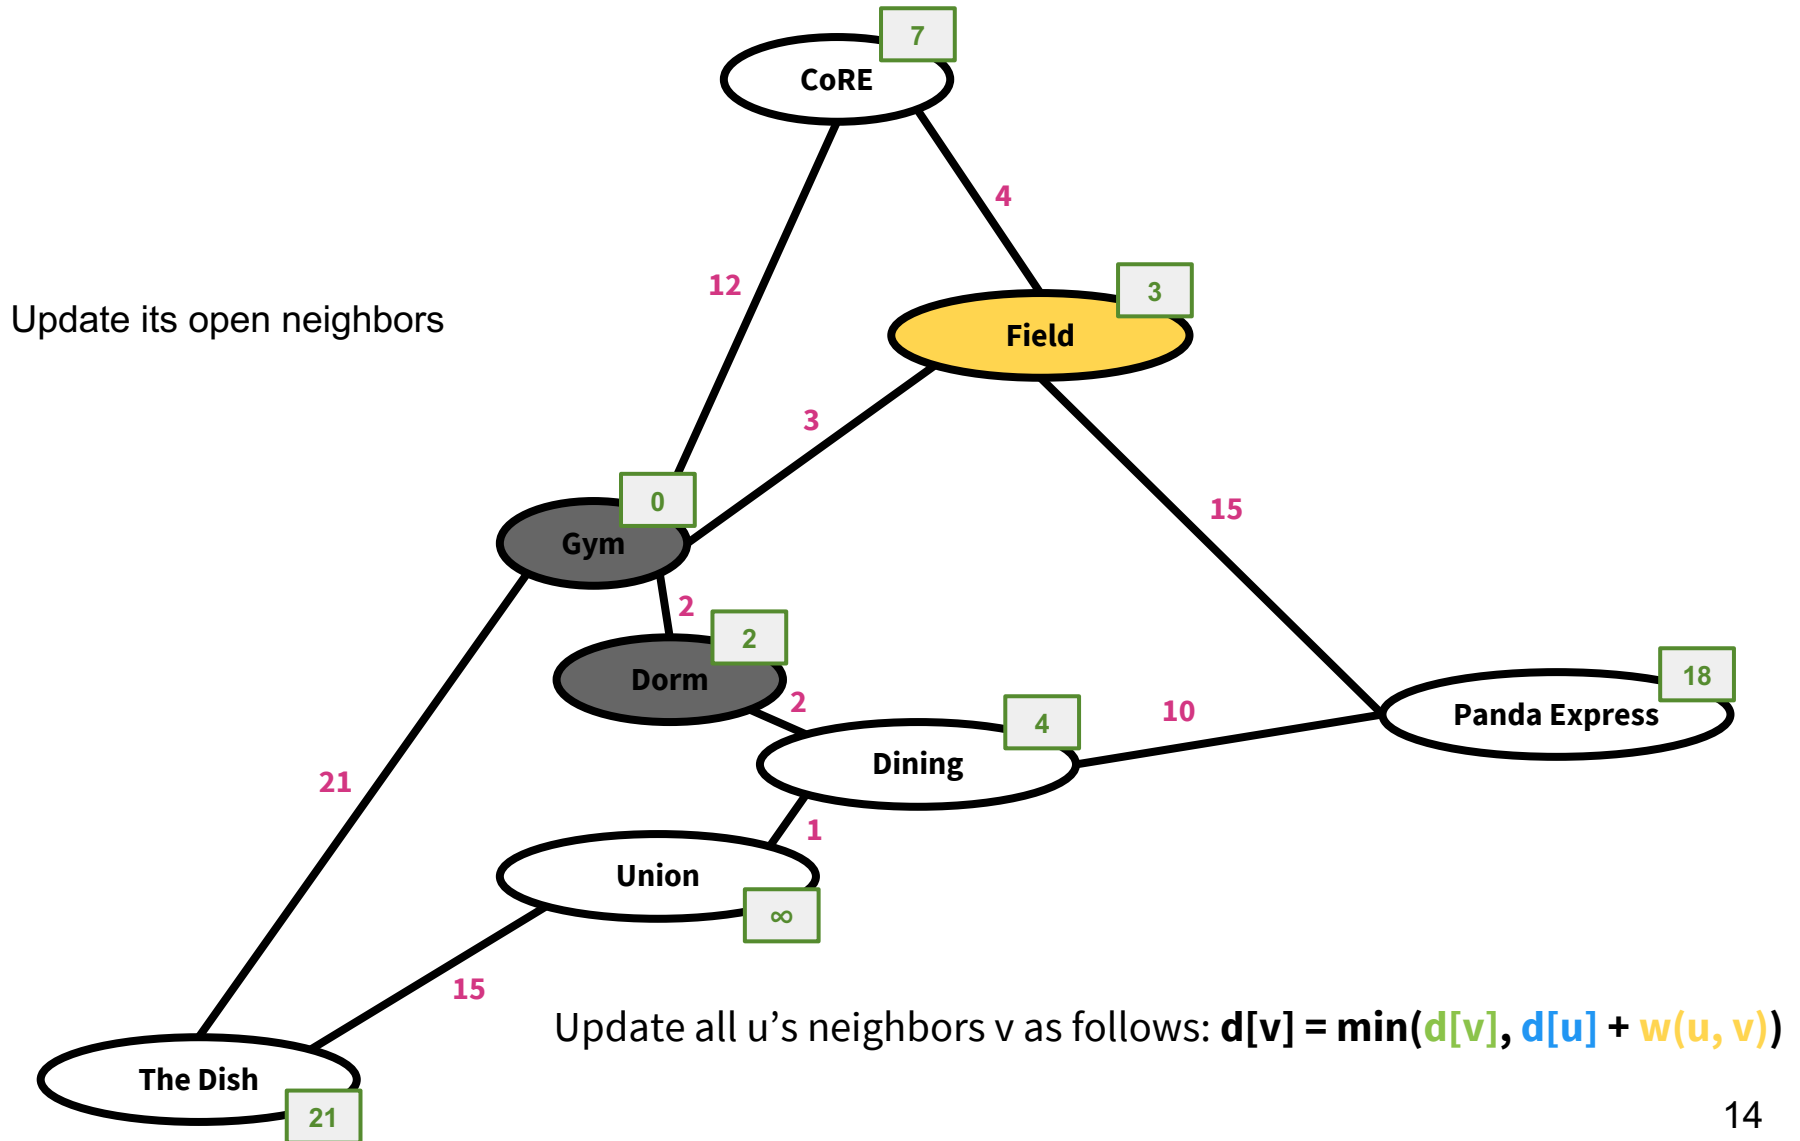 7
CoRE
4
12
3
Update its open neighbors
Field
3
15
0
Gym
2
2
Dorm
2
18
4
10
Panda Express
Dining
21
1
Union
∞
15
Update all u’s neighbors v as follows: d[v] = min(d[v], d[u] + w(u, v))
The Dish
21
14